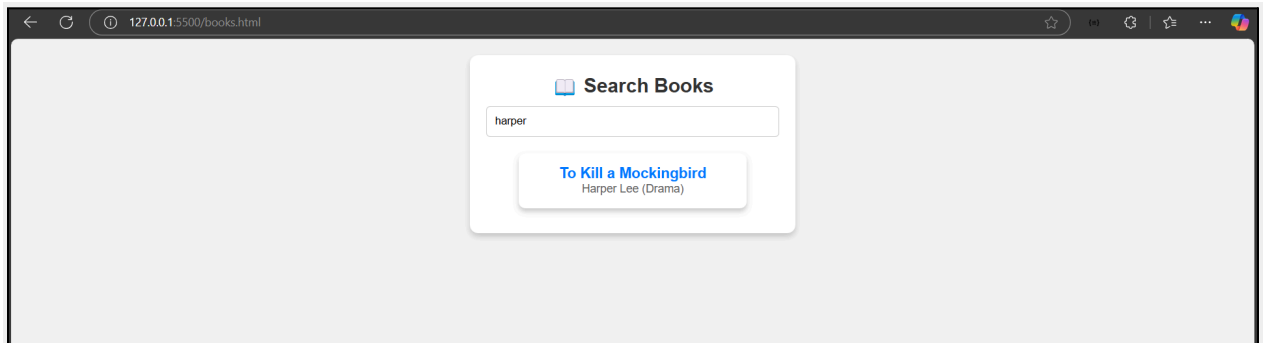 127.0.0.1:5500/books.html
📖 Search Books
harper
To Kill a Mockingbird
Harper Lee (Drama)